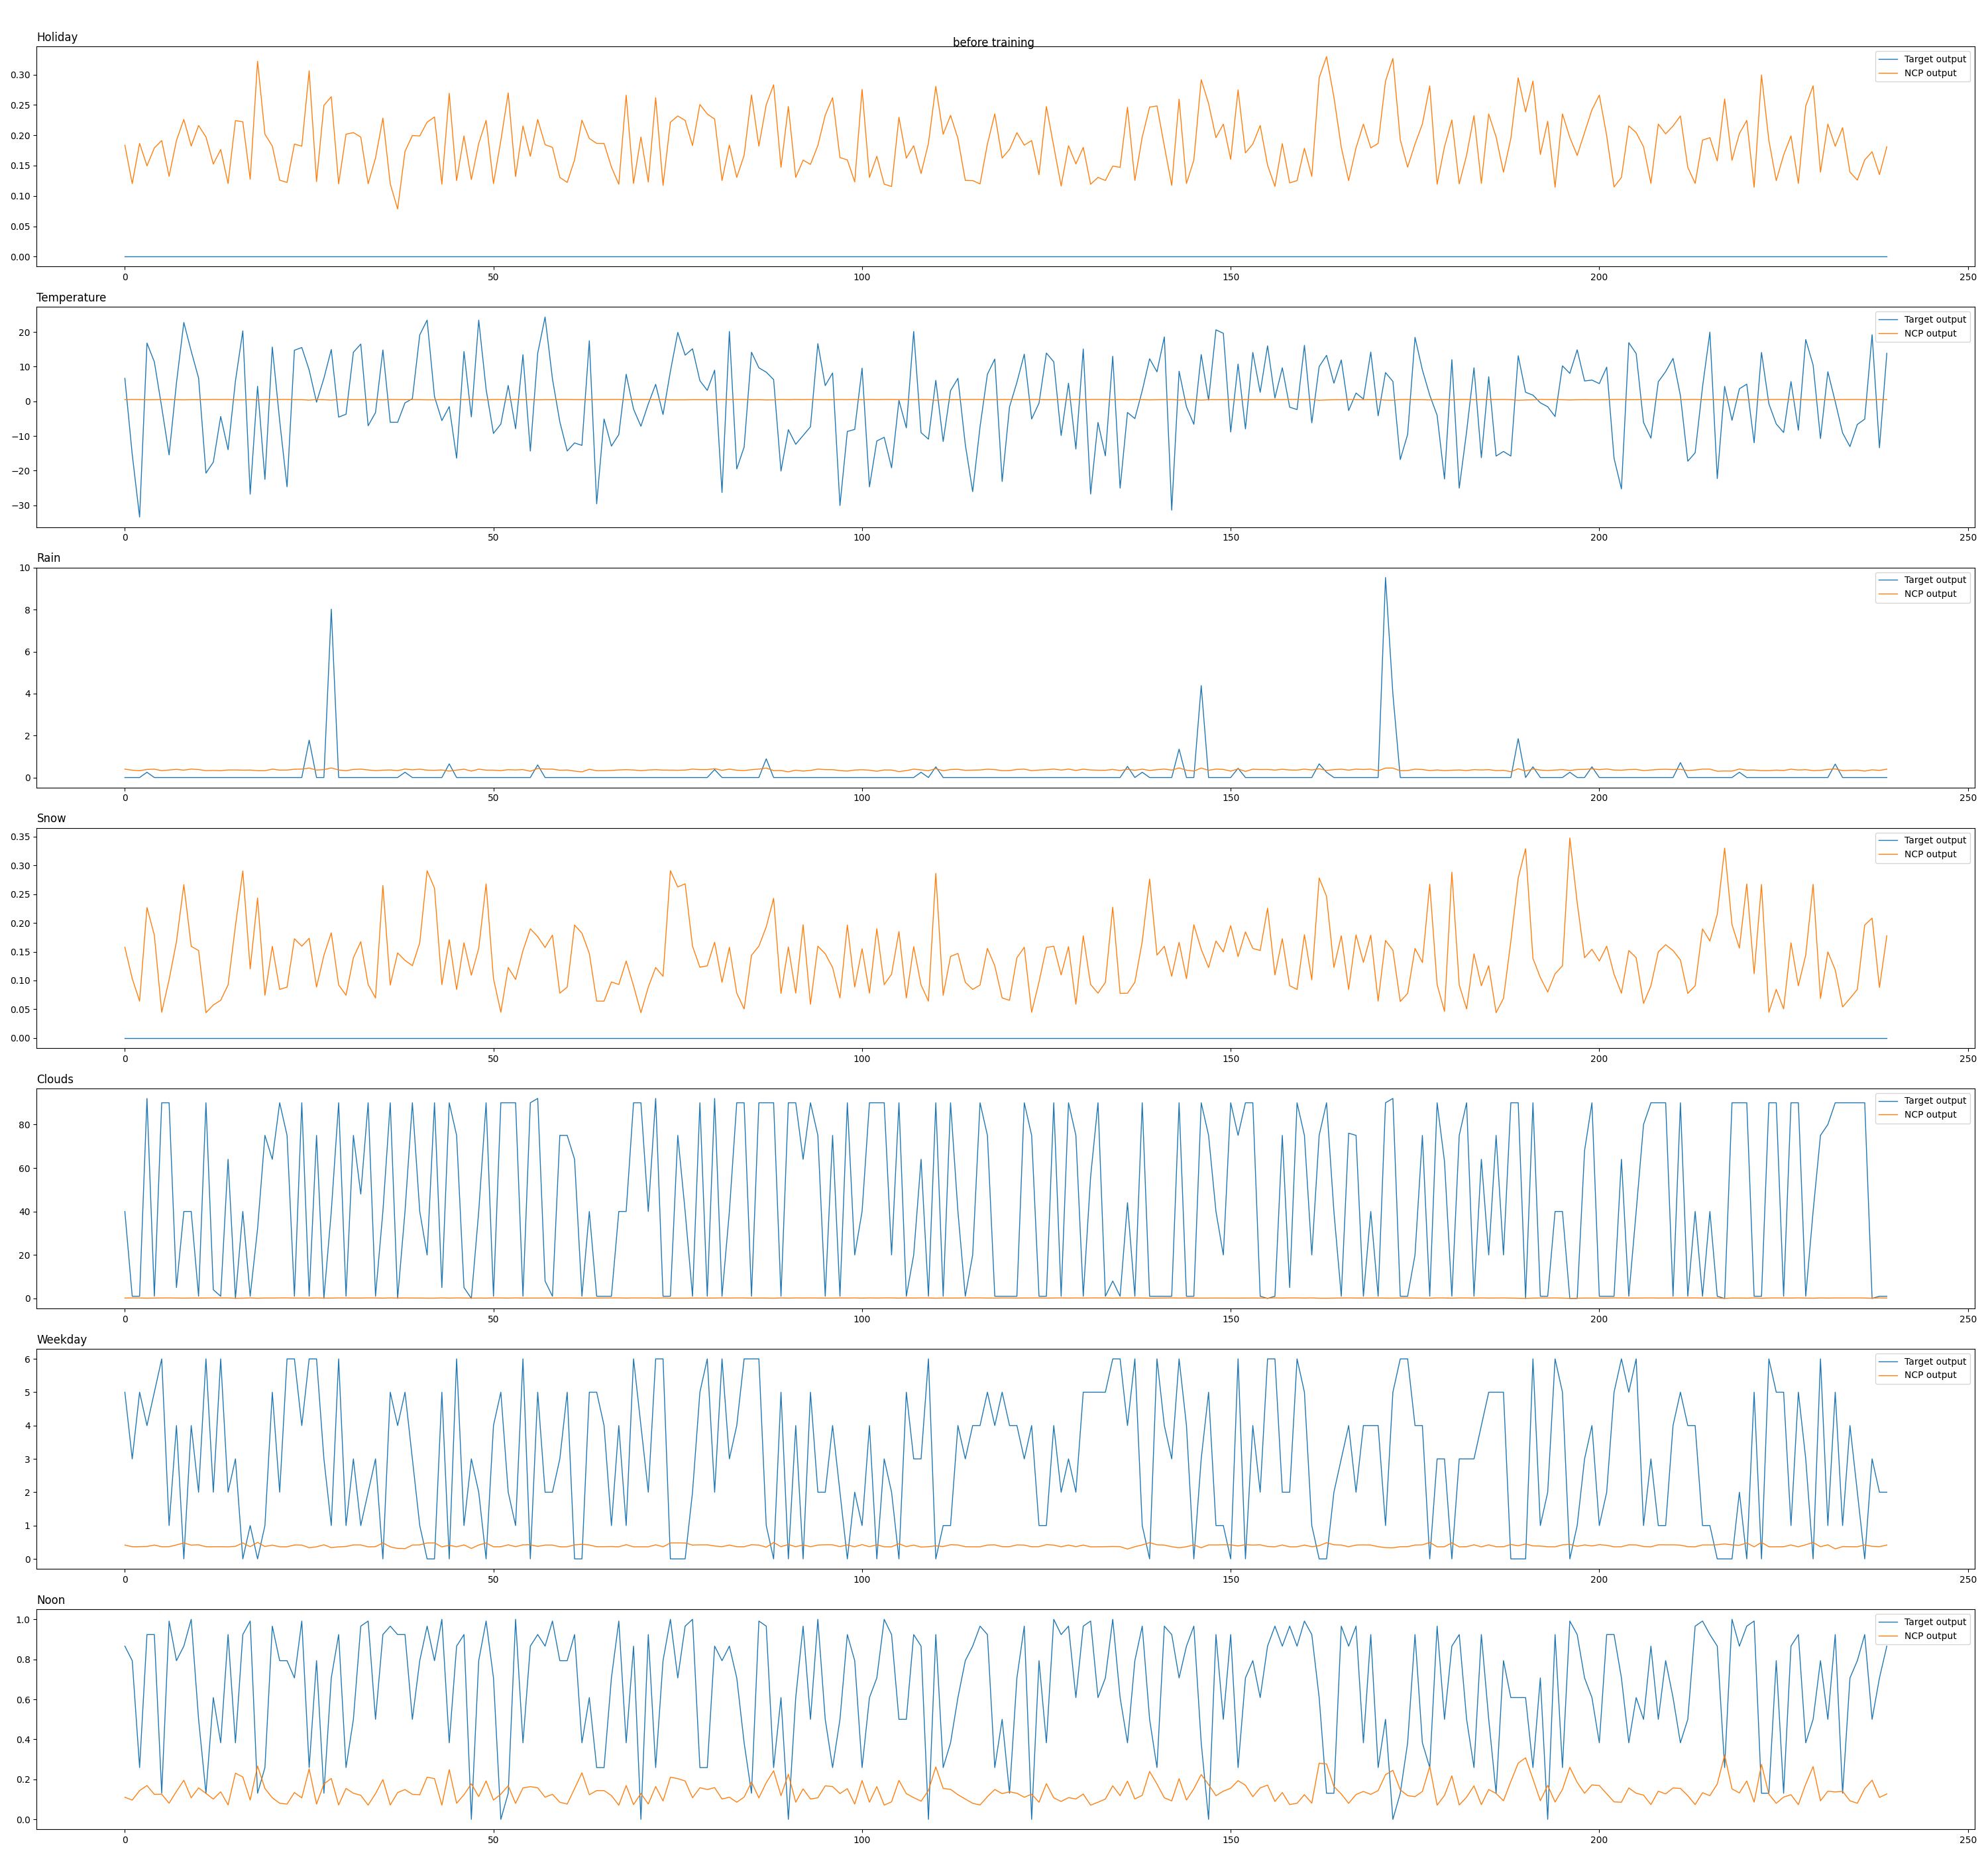 before training
Holiday
Target output
NCP output
0.30
0.25
0.20
0.15
0.10
0.05
0.00
0 50 100 150 200 250
Temperature
Target output
NCP output
20
10
0
−10
−20
−30
0 50 100 150 200 250
Rain
Target output
NCP output
10
8
6
4
2
0
0 50 100 150 200 250
Snow
Target output
NCP output
0.35
0.30
0.25
0.20
0.15
0.10
0.05
0.00
0 50 100 150 200 250
Clouds
Target output
NCP output
80
60
40
20
0
0 50 100 150 200 250
Weekday
Target output
NCP output
6
5
4
3
2
1
0
0 50 100 150 200 250
Noon
Target output
NCP output
1.0
0.8
0.6
0.4
0.2
0.0
0 50 100 150 200 250